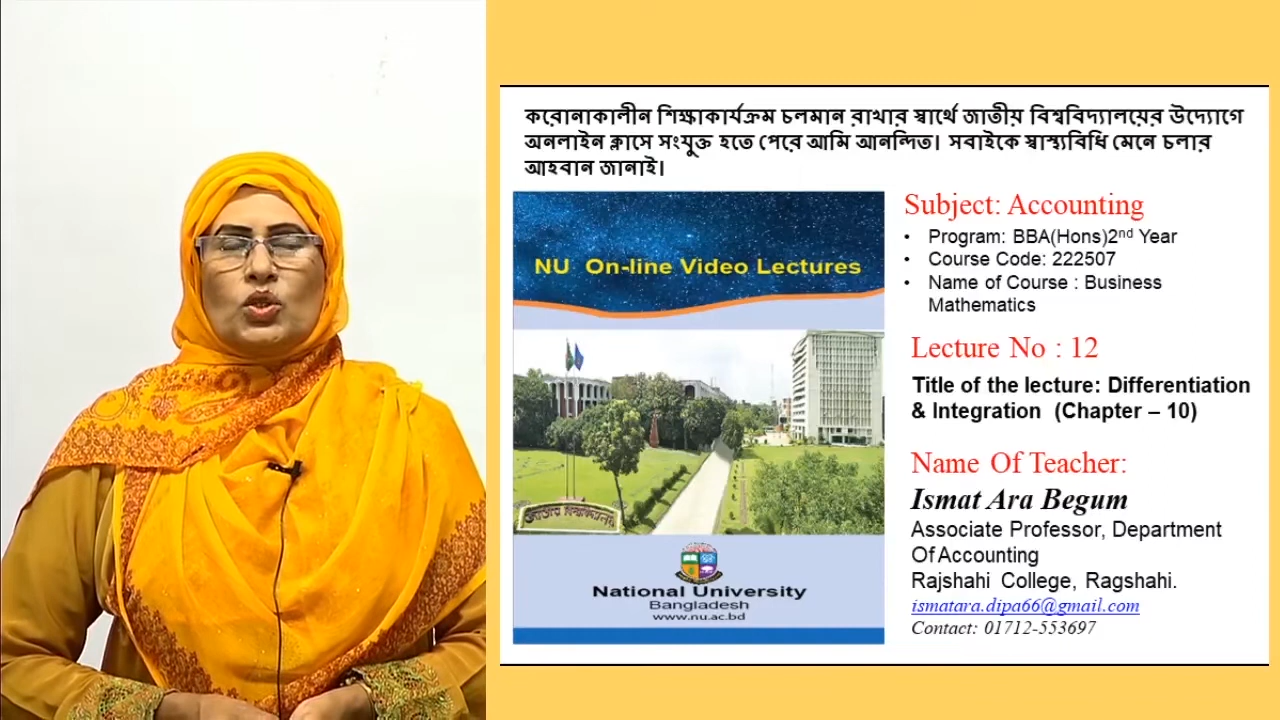 করোনাকালীন শিক্ষাকার্যক্রম চলমান রাখার স্বার্থে জাতীয় বিশ্ববিদ্যালয়ের উদ্যোগে
অনলাইন ক্লাসে সংযুক্ত হতে পেরে আমি আনন্দিত। সবাইকে স্বাস্থ্যবিধি মেনে চলার
আহবান জানাই।
NU On-line Video Lectures
জাতীয় বিশ্ববিদ্যালয়
National University
Bangladesh
www.nu.ac.bd
Subject: Accounting
• Program: BBA(Hons)2nd Year
• Course Code: 222507
• Name of Course : Business
Mathematics
Lecture No : 12
Title of the lecture: Differentiation
& Integration (Chapter – 10)
Name Of Teacher:
Ismat Ara Begum
Associate Professor, Department
Of Accounting
Rajshahi College, Ragshahi.
ismatara.dipa66@gmail.com
Contact: 01712-553697